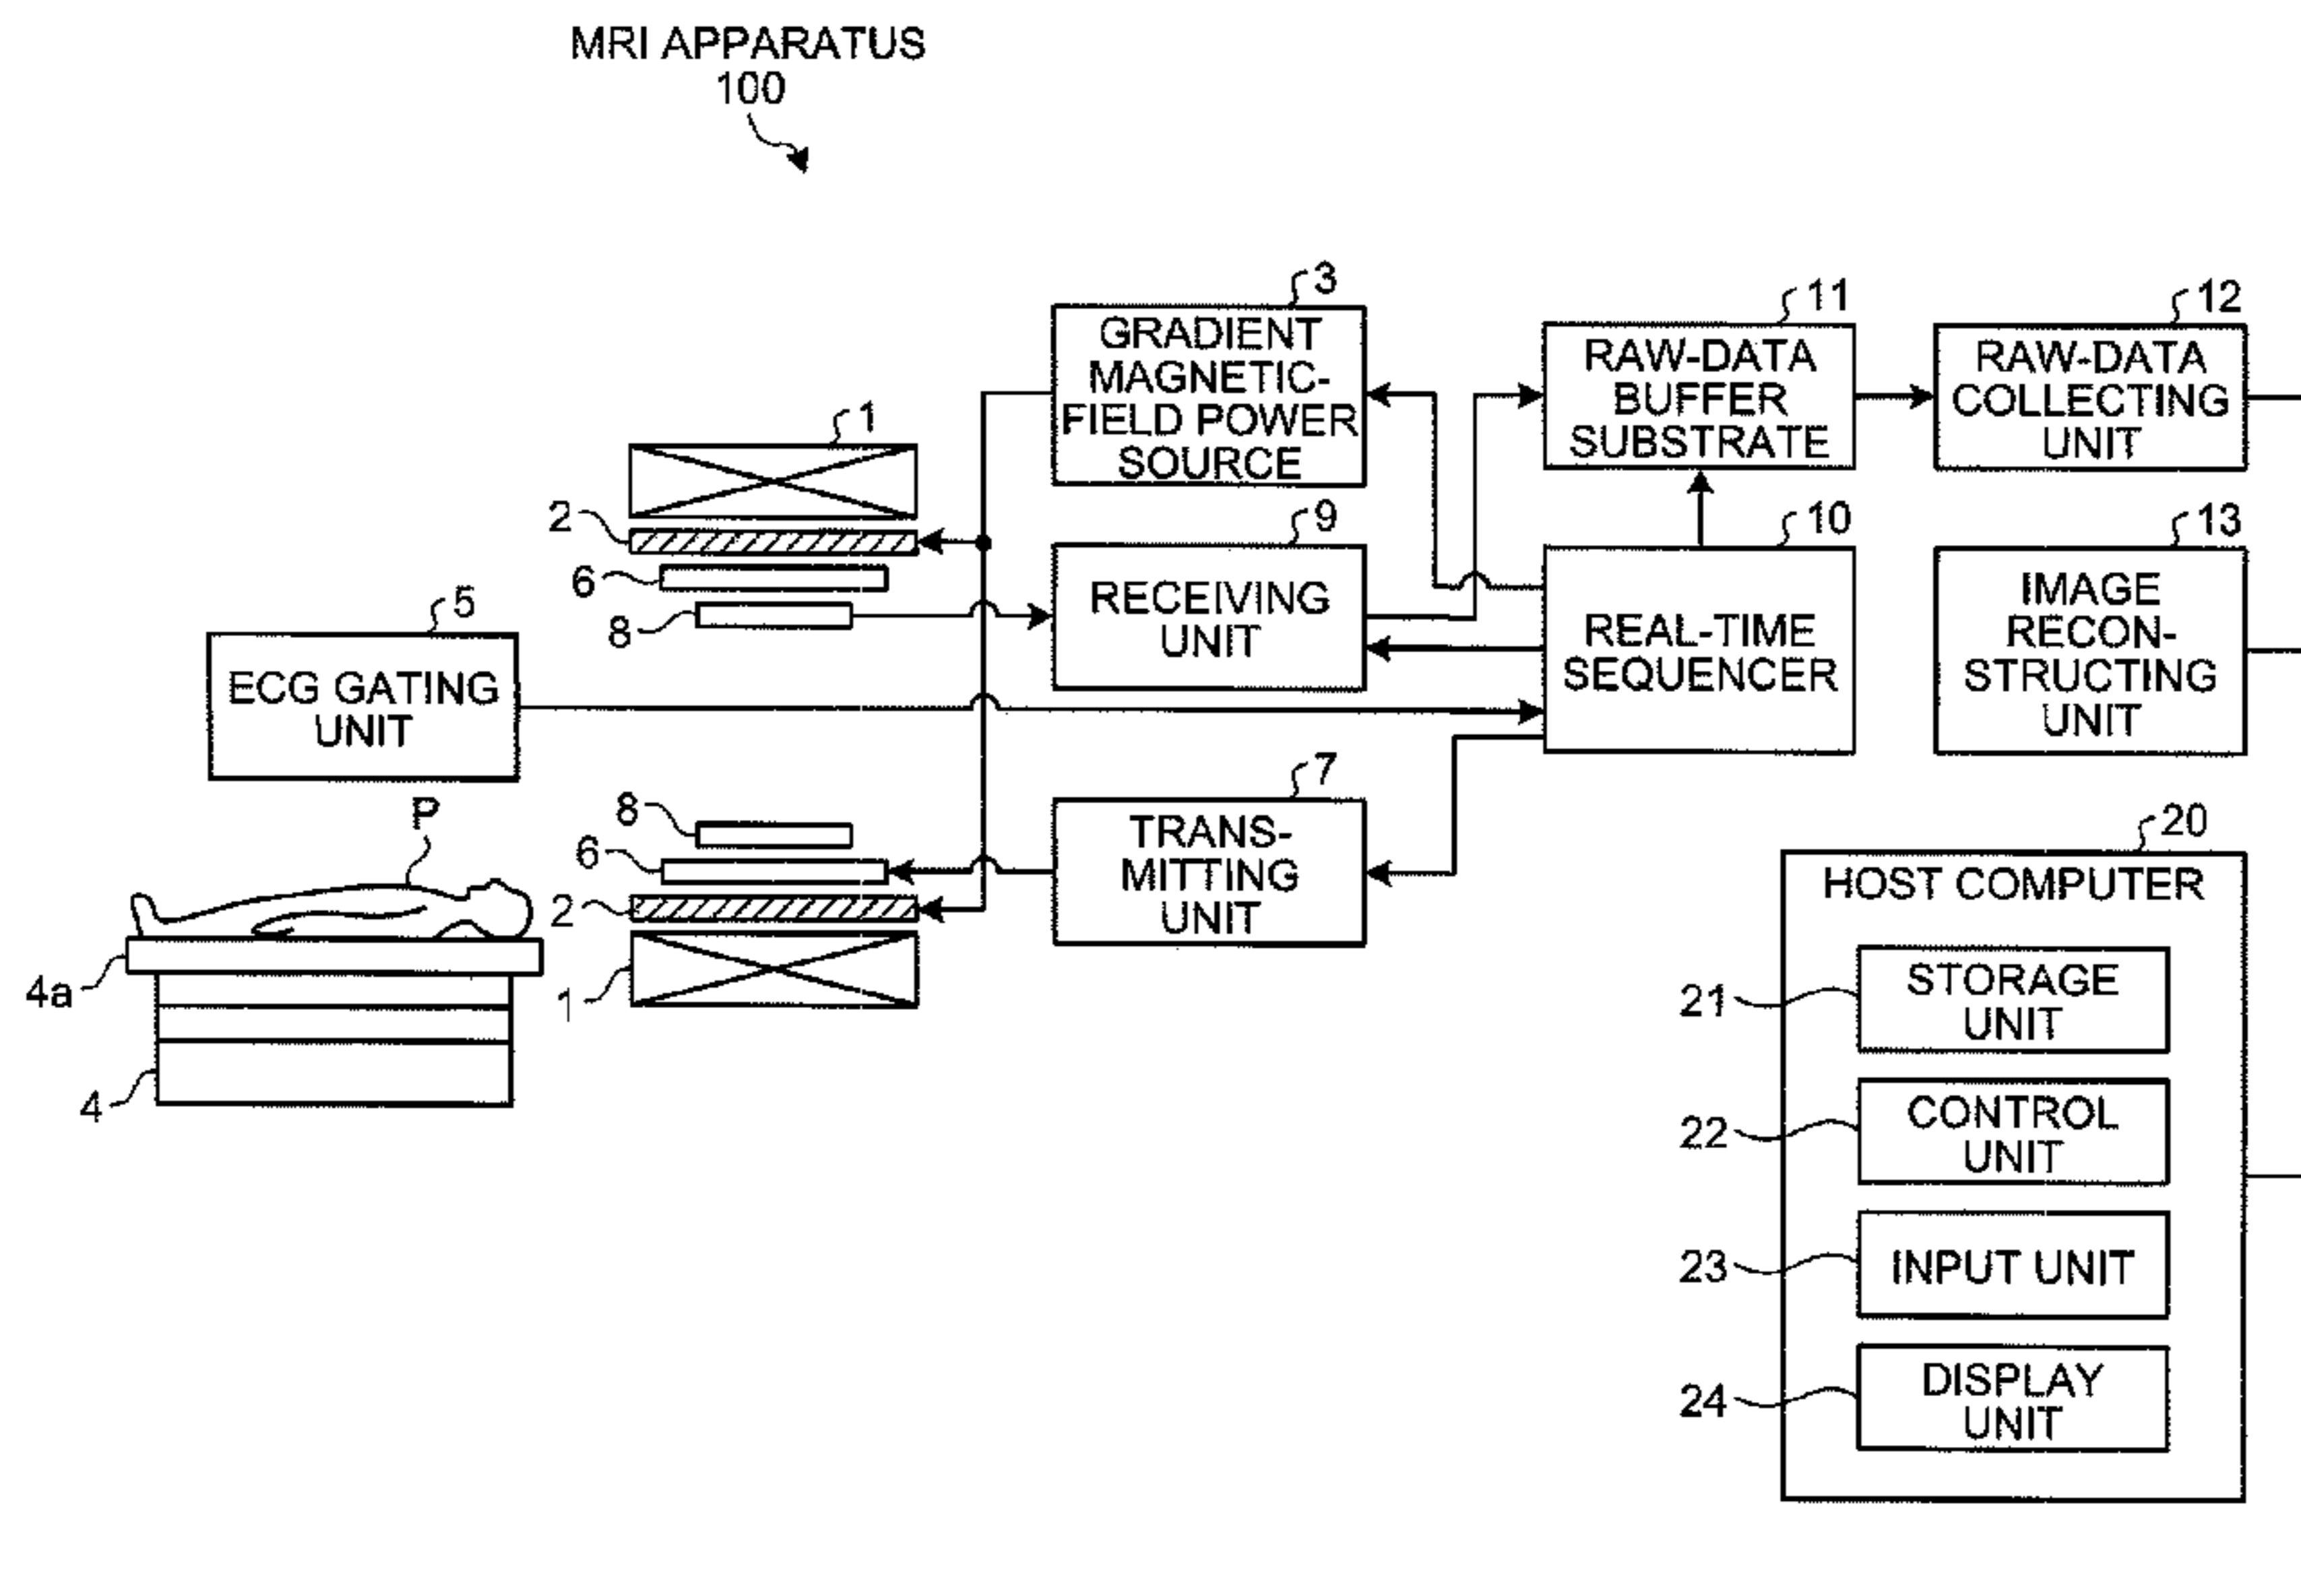 MRI APPARATUS
100
3
GRADIENT
MAGNETIC-
FIELD POWER
SOURCE
11
RAW-DATA
BUFFER
SUBSTRATE
12
RAW-DATA
COLLECTING
UNIT
1
2
6
8
9
RECEIVING
UNIT
10
REAL-TIME
SEQUENCER
13
IMAGE
RECON-
STRUCTING
UNIT
5
ECG GATING
UNIT
P
4a
4
8
6
2
1
7
TRANS-
MITTING
UNIT
20
HOST COMPUTER
21
STORAGE
UNIT
22
CONTROL
UNIT
23
INPUT UNIT
24
DISPLAY
UNIT